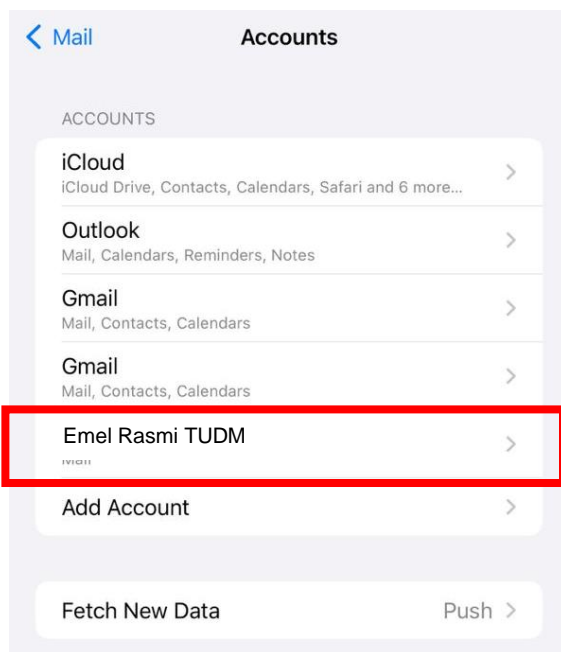 Mail
Accounts
ACCOUNTS
iCloud
iCloud Drive, Contacts, Calendars, Safari and 6 more...
Outlook
Mail, Calendars, Reminders, Notes
Gmail
Mail, Contacts, Calendars
Gmail
Mail, Contacts, Calendars
Emel Rasmi TUDM
Mail
Add Account
Fetch New Data
Push